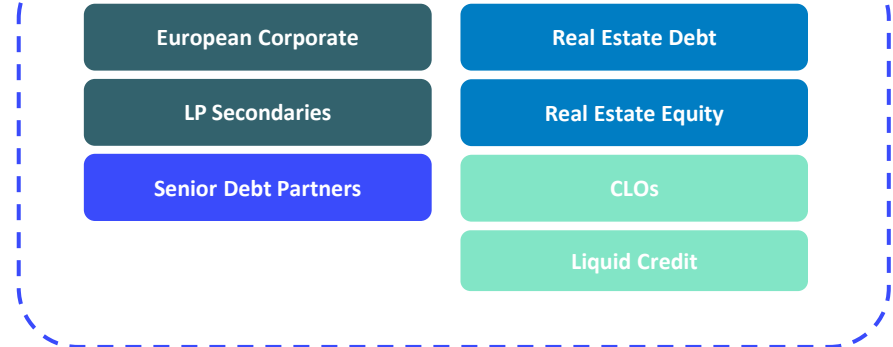 European Corporate
LP Secondaries
Senior Debt Partners
Real Estate Debt
Real Estate Equity
CLOs
Liquid Credit